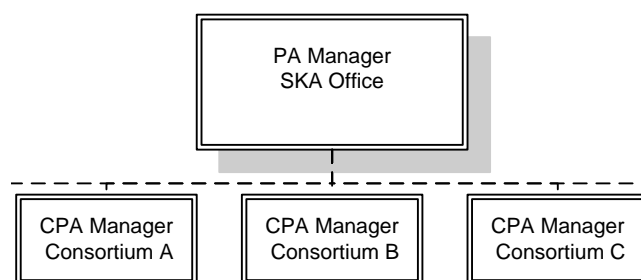 PA Manager
SKA Office
CPA Manager
Consortium A
CPA Manager
Consortium B
CPA Manager
Consortium C